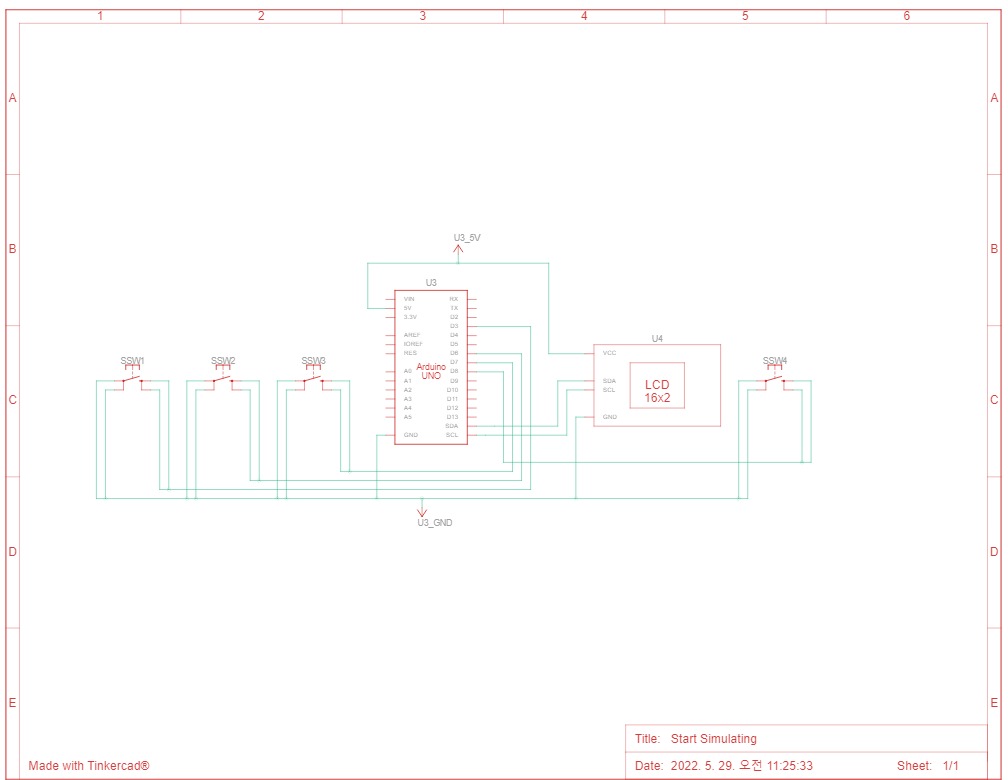 1 2 3 4 5 6
A A
U3_5V
B B
U3
VIN RX
5V TX
3.3V D2
D3
AREF D4
IOREF D5
RES D6
D7
A0 D8
A1 D9
A2 D10
A3 D11
A4 D12
A5 D13
SDA
GND SCL
Arduino
UNO
U4
VCC
SDA
SCL
GND
LCD
16x2
SSW1 SSW2 SSW3 SSW4
C C
U3_GND
D D
E E
Title: Start Simulating
Made with Tinkercad®
Date: 2022. 5. 29. 오전 11:25:33 Sheet: 1/1